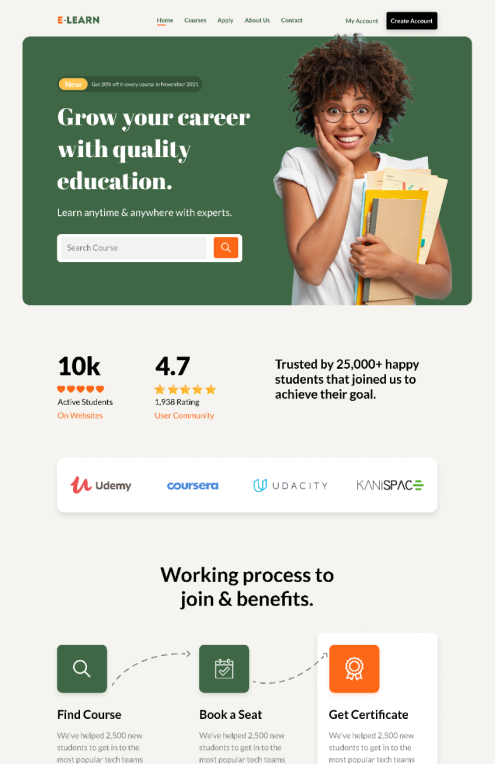 E-LEARN
Home Courses Apply About Us Contact
My Account Create Account
New Get 20% off in every course in November 2021
Grow your career
with quality
education.
Learn anytime & anywhere with experts.
Search Course
10k
Active Students
On Websites
4.7
1,938 Rating
User Community
Trusted by 25,000+ happy
students that joined us to
achieve their goal.
Udemy coursera UDACITY KANiSPACE
Working process to
join & benefits.
Find Course
We've helped 2,500 new
students to get in to the
most popular tech teams
Book a Seat
We've helped 2,500 new
students to get in to the
most popular tech teams
Get Certificate
We've helped 2,500 new
students to get in to the
most popular tech teams